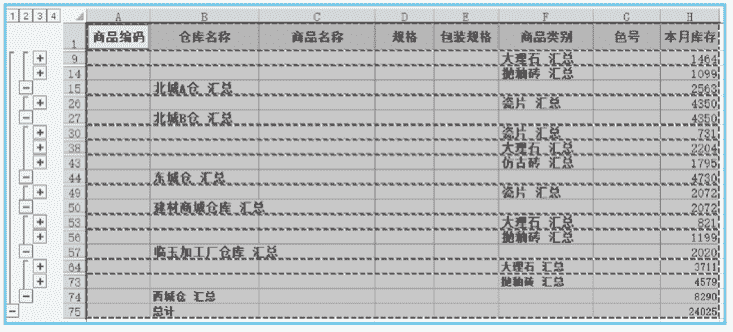 1 2 3 4 A B C D E F G H
1 商品编码 仓库名称 商品名称 规格 包装规格 商品类别 色号 本月库存
9 大理石 汇总 1464
14 抛釉砖 汇总 1099
15 北城A仓 汇总 2563
26 瓷片 汇总 4350
27 北城B仓 汇总 4350
30 瓷片 汇总 731
38 大理石 汇总 2204
43 仿古砖 汇总 1795
44 东城仓 汇总 4730
49 瓷片 汇总 2072
50 建材商城仓库 汇总 2072
53 大理石 汇总 821
56 抛釉砖 汇总 1199
57 临玉加工厂仓库 汇总 2020
64 大理石 汇总 3711
73 抛釉砖 汇总 4579
74 西城仓 汇总 8290
75 总计 24025